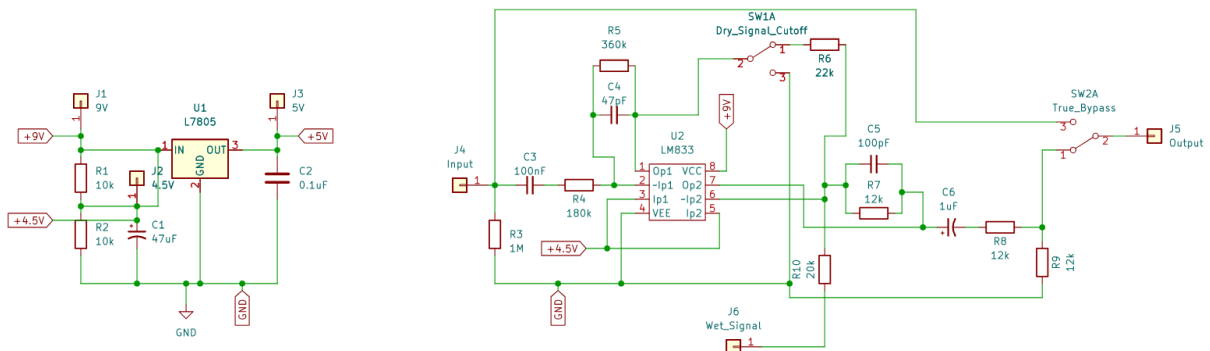 SW1A
Dry_Signal_Cutoff
R5
360k
1
2
3
R6
22k
C4
47pF
J1
9V
1
U1
L7805
J3
5V
1
SW2A
True_Bypass
3
2
1
J5
Output
1
+9V
+9V
U2
LM833
+5V
1
IN
OUT
3
GND
2
C5
100pF
R7
12k
J4
Input
1
C3
100nF
R4
180k
1
Op1
VCC
8
2
-Ip1
Op2
7
3
Ip1
-Ip2
6
4
VEE
Ip2
5
R1
10k
J2
4.5V
1
C2
0.1uF
C6
1uF
+4.5V
R2
10k
C1
47uF
R3
1M
+4.5V
R8
12k
R9
12k
R10
20k
GND
GND
GND
J6
Wet_Signal
1